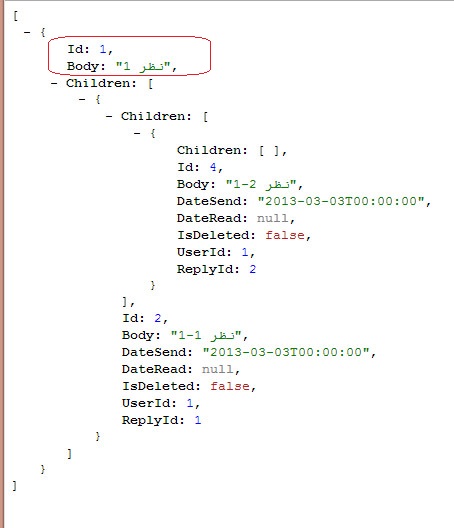 [
− {
Id: 1,
Body: "نظر 1",
− Children: [
− {
− Children: [
− {
Children: [ ],
Id: 4,
Body: "نظر 2-1",
DateSend: "2013-03-03T00:00:00",
DateRead: null,
IsDeleted: false,
UserId: 1,
ReplyId: 2
}
],
Id: 2,
Body: "نظر 1-1",
DateSend: "2013-03-03T00:00:00",
DateRead: null,
IsDeleted: false,
UserId: 1,
ReplyId: 1
}
]
}
]